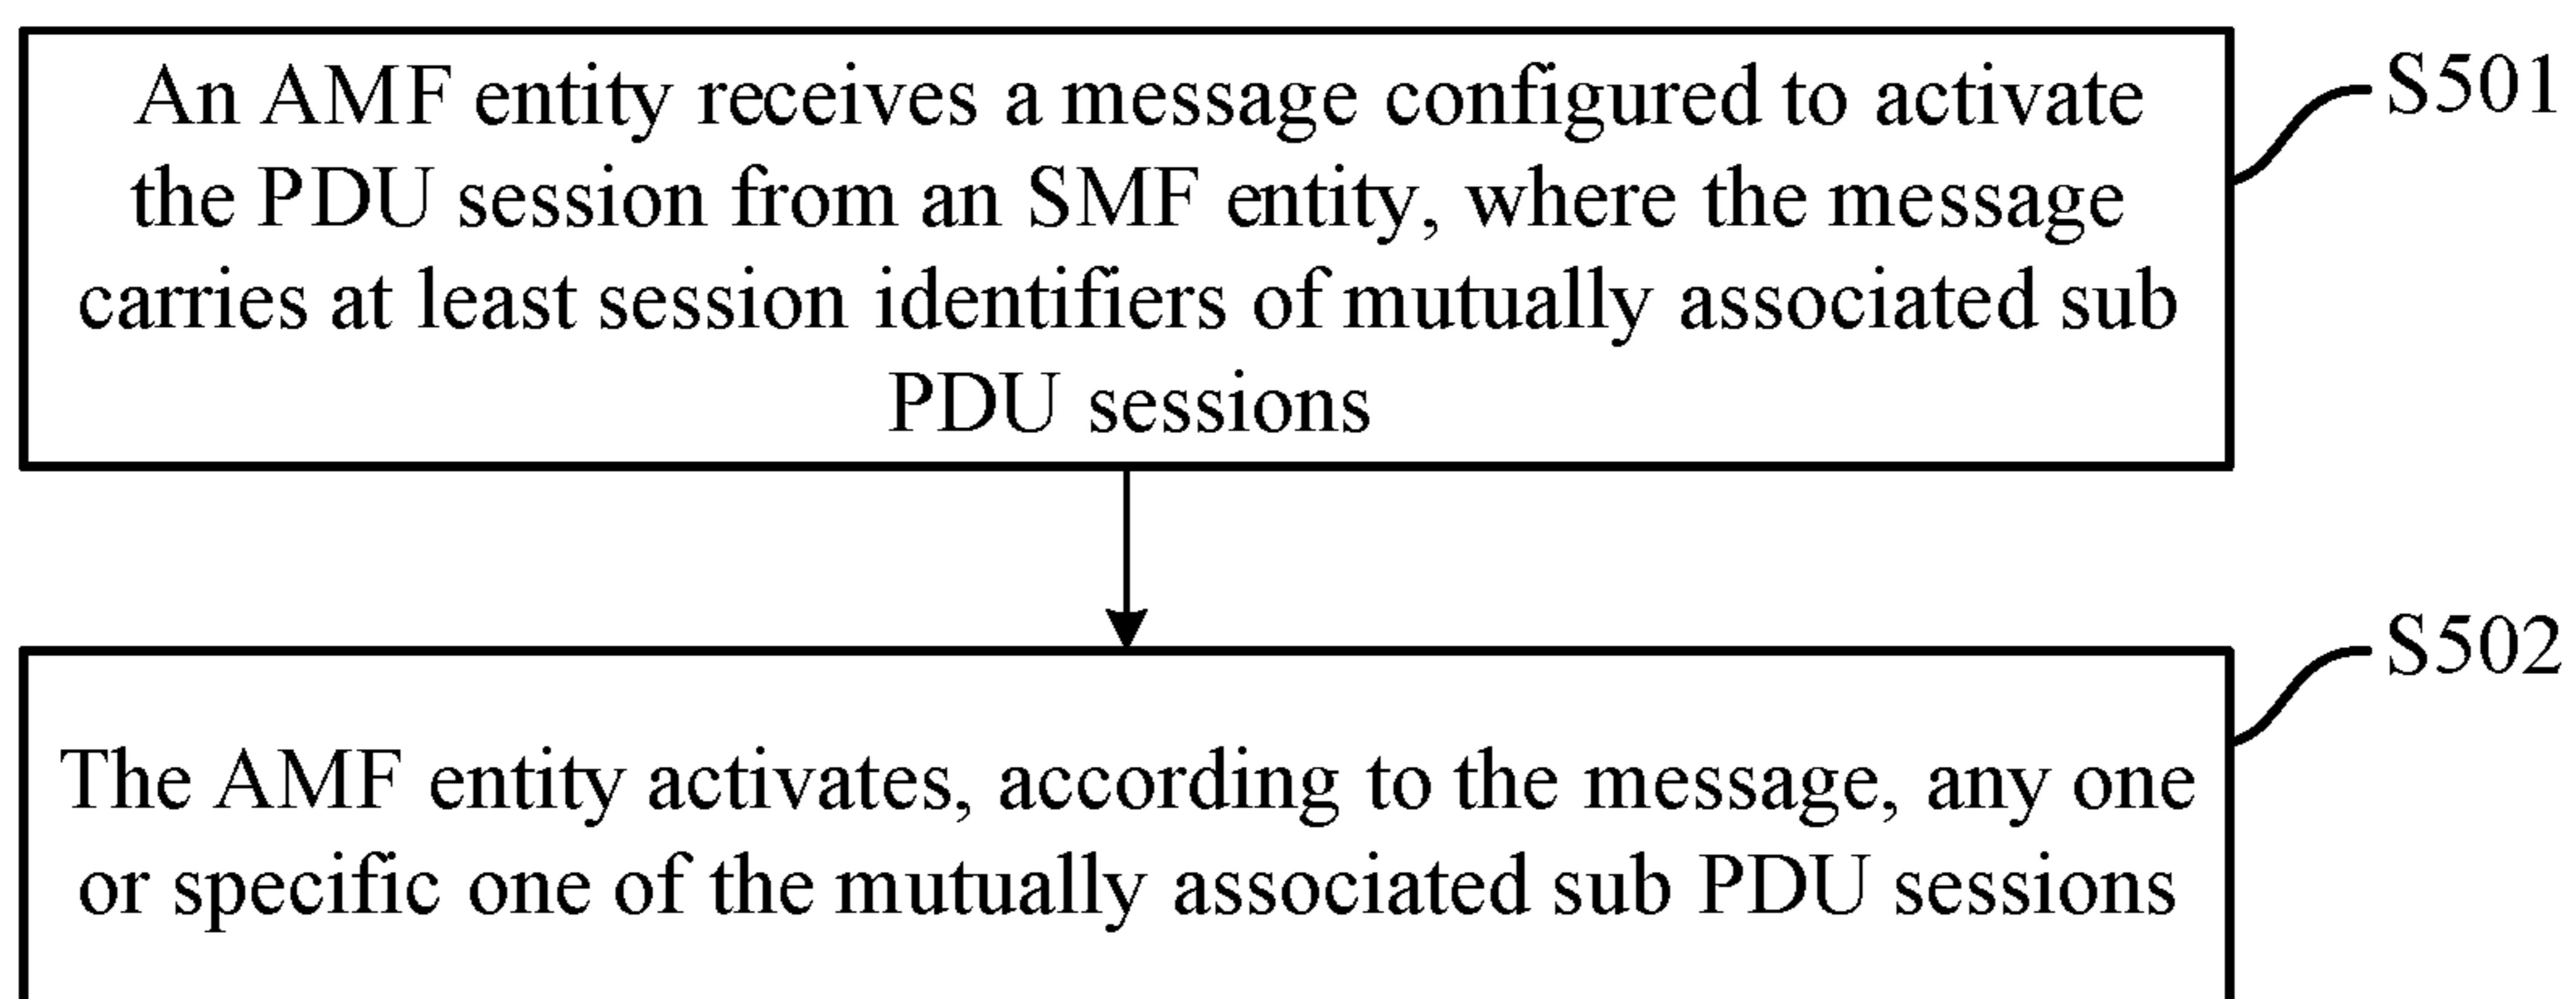 An AMF entity receives a message configured to activate
the PDU session from an SMF entity, where the message
carries at least session identifiers of mutually associated sub
PDU sessions
S501
The AMF entity activates, according to the message, any one
or specific one of the mutually associated sub PDU sessions
S502